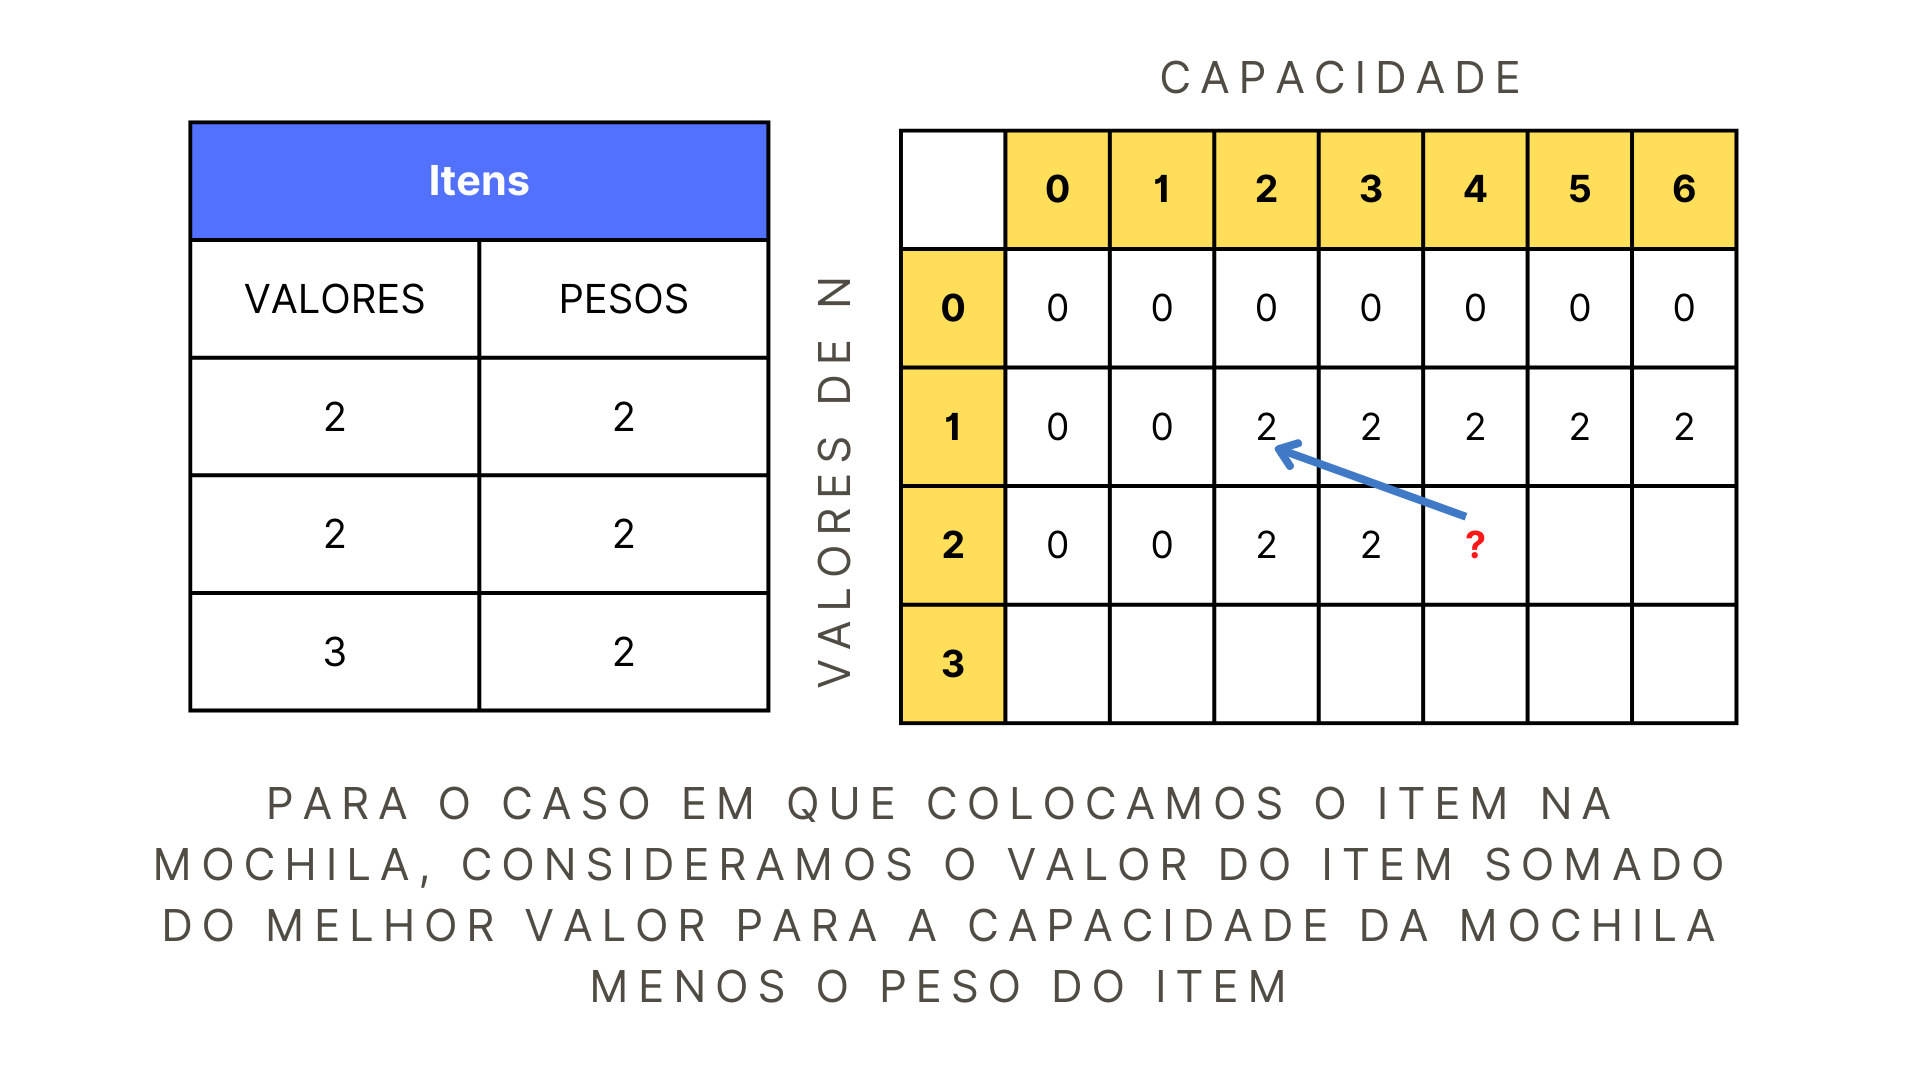 CAPACIDADE
Itens
VALORES PESOS
2 2
2 2
3 2
VALORES DE N
0 1 2 3 4 5 6
0 0 0 0 0 0 0 0
1 0 0 2 2 2 2 2
2 0 0 2 2 ?
3
PARA O CASO EM QUE COLOCAMOS O ITEM NA
MOCHILA, CONSIDERAMOS O VALOR DO ITEM SOMADO
DO MELHOR VALOR PARA A CAPACIDADE DA MOCHILA
MENOS O PESO DO ITEM